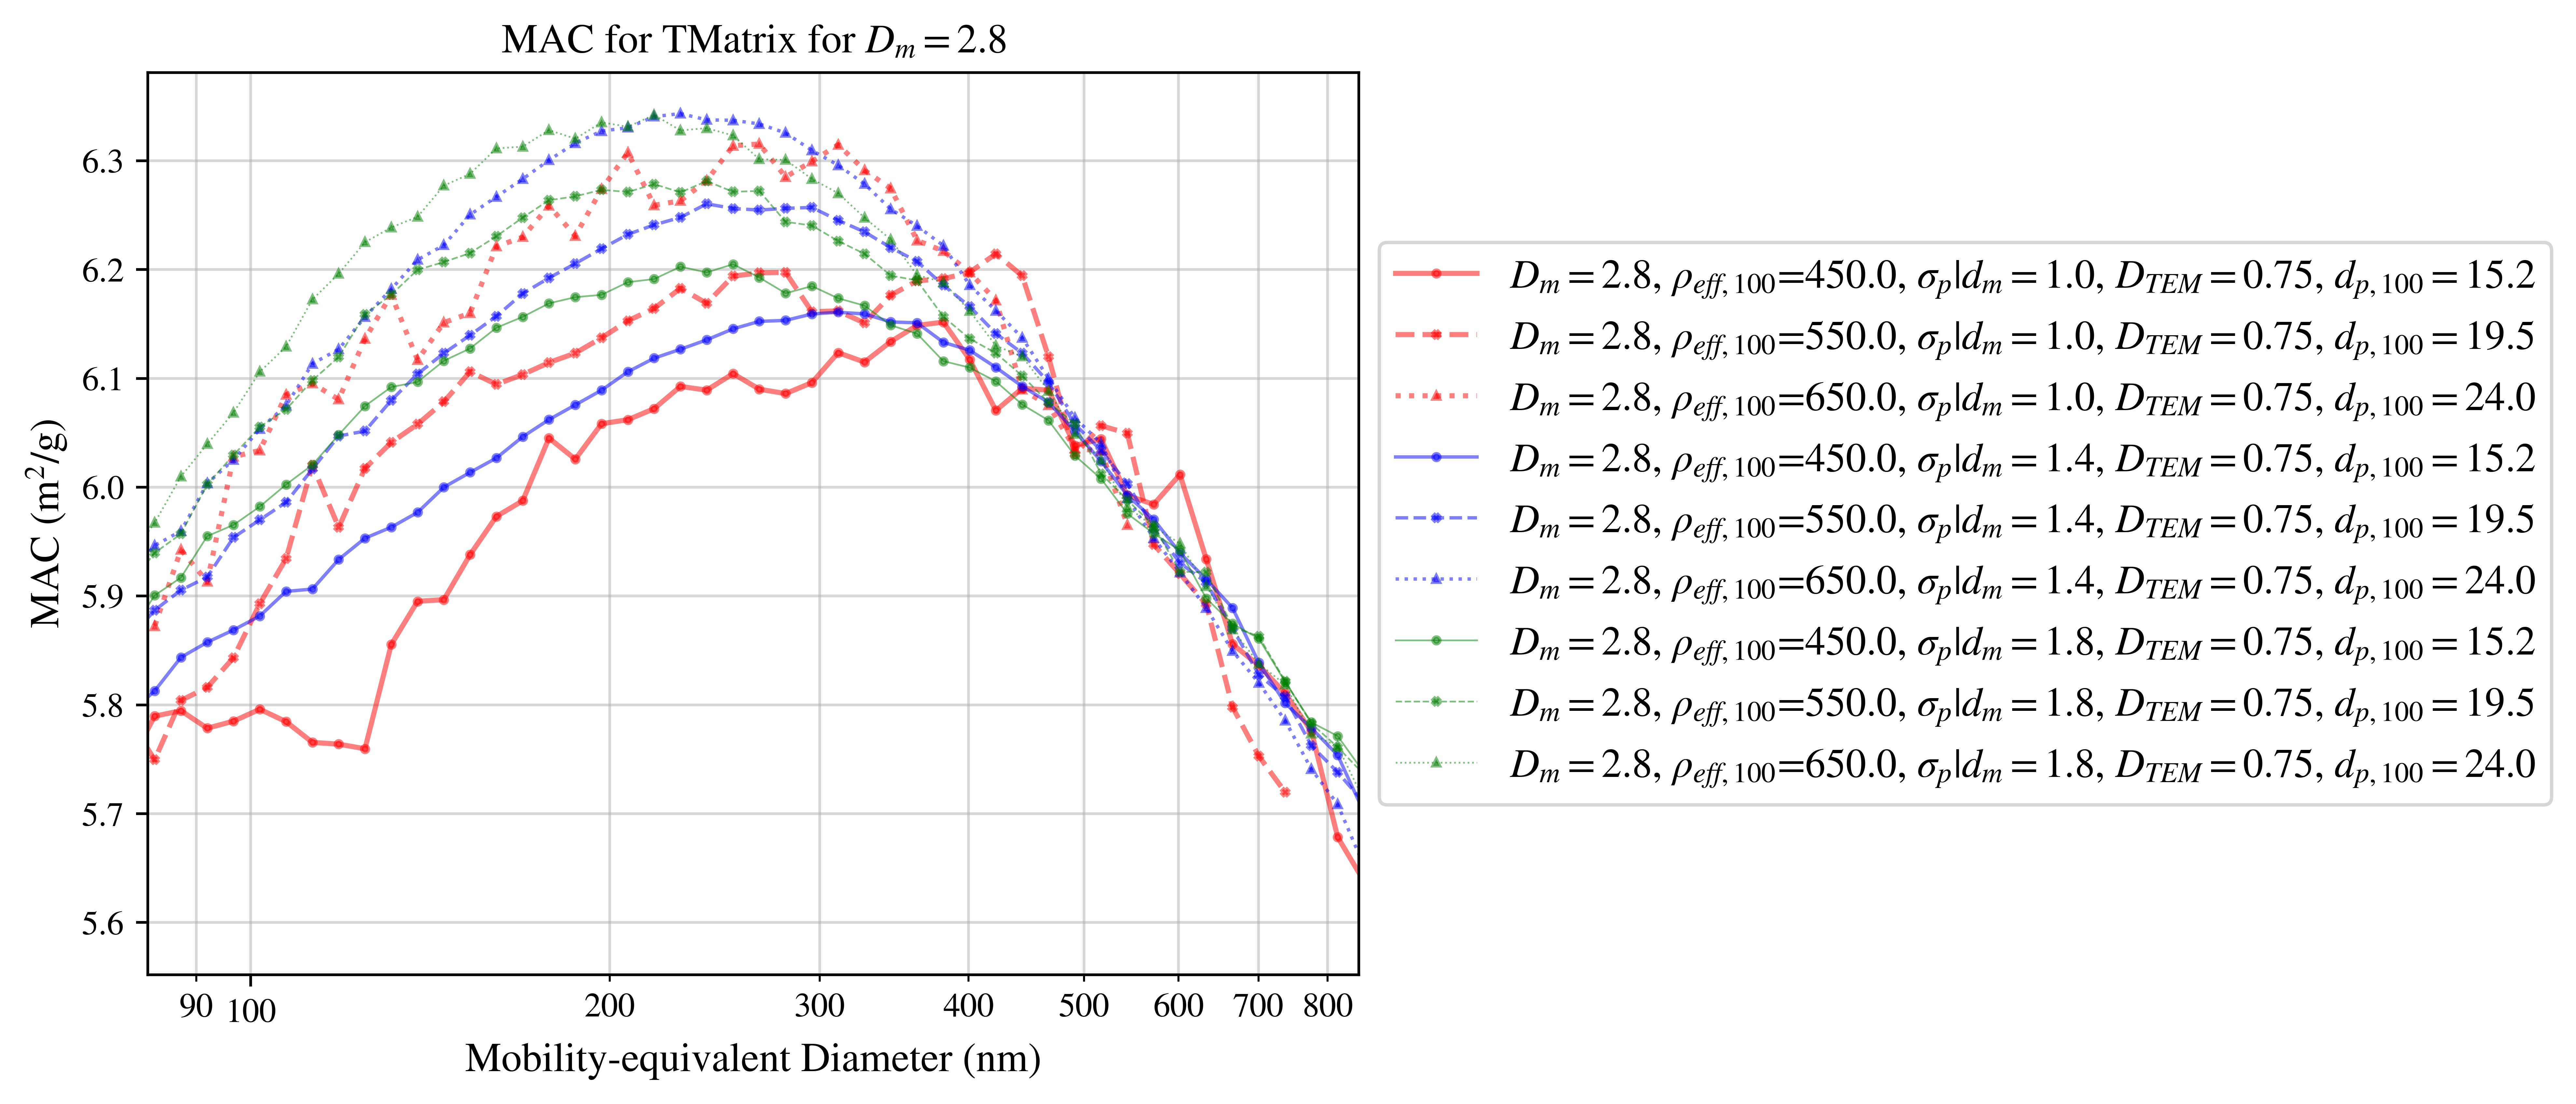 MAC for TMatrix for Dₘ = 2.8
MAC (m²/g)
6.3
6.2
6.1
6.0
5.9
5.8
5.7
5.6
90 100 200 300 400 500 600 700 800
Mobility-equivalent Diameter (nm)
D_m = 2.8, ρ_eff,100=450.0, σ_p|d_m = 1.0, D_TEM = 0.75, d_p,100 = 15.2
D_m = 2.8, ρ_eff,100=550.0, σ_p|d_m = 1.0, D_TEM = 0.75, d_p,100 = 19.5
D_m = 2.8, ρ_eff,100=650.0, σ_p|d_m = 1.0, D_TEM = 0.75, d_p,100 = 24.0
D_m = 2.8, ρ_eff,100=450.0, σ_p|d_m = 1.4, D_TEM = 0.75, d_p,100 = 15.2
D_m = 2.8, ρ_eff,100=550.0, σ_p|d_m = 1.4, D_TEM = 0.75, d_p,100 = 19.5
D_m = 2.8, ρ_eff,100=650.0, σ_p|d_m = 1.4, D_TEM = 0.75, d_p,100 = 24.0
D_m = 2.8, ρ_eff,100=450.0, σ_p|d_m = 1.8, D_TEM = 0.75, d_p,100 = 15.2
D_m = 2.8, ρ_eff,100=550.0, σ_p|d_m = 1.8, D_TEM = 0.75, d_p,100 = 19.5
D_m = 2.8, ρ_eff,100=650.0, σ_p|d_m = 1.8, D_TEM = 0.75, d_p,100 = 24.0